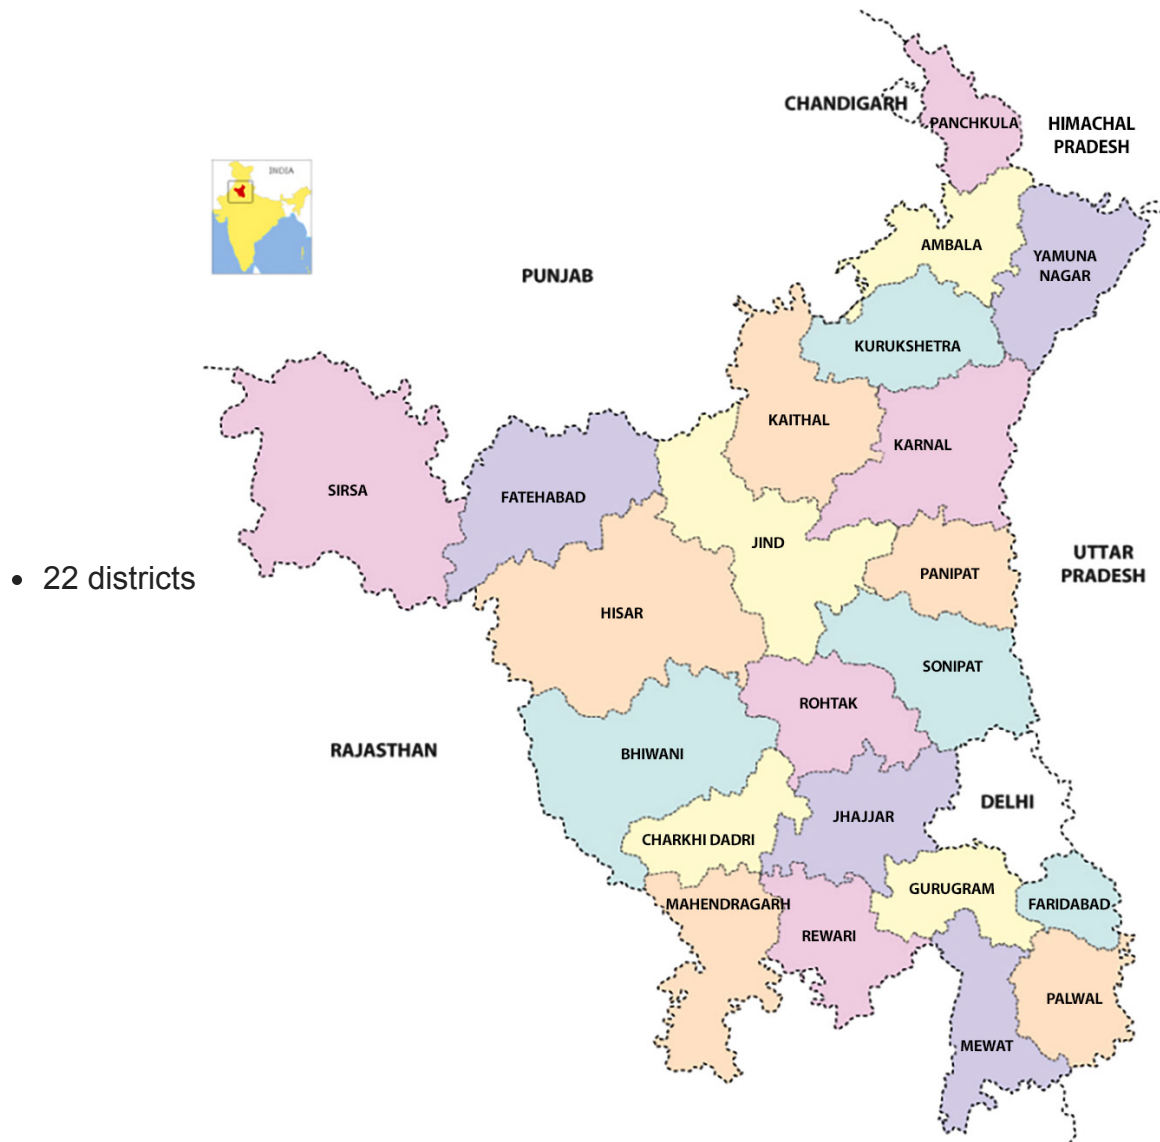 CHANDIGARH
PANCHKULA
HIMACHAL
PRADESH
INDIA
AMBALA
YAMUNA
NAGAR
PUNJAB
KURUKSHETRA
KAITHAL
KARNAL
SIRSA
FATEHABAD
JIND
UTTAR
PRADESH
PANIPAT
• 22 districts
HISAR
SONIPAT
ROHTAK
RAJASTHAN
BHIWANI
DELHI
JHAJJAR
CHARKHI DADRI
GURUGRAM
MAHENDRAGARH
FARIDABAD
REWARI
PALWAL
MEWAT